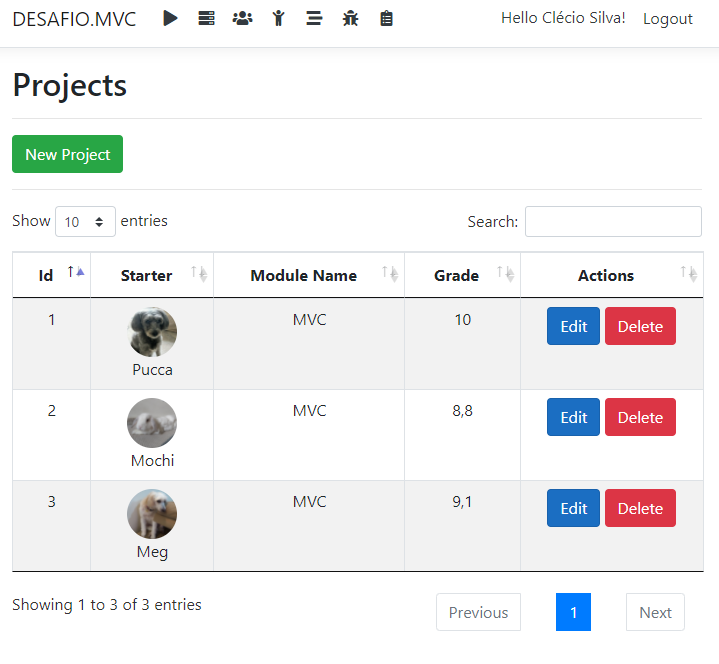 DESAFIO.MVC Hello Clécio Silva! Logout
Projects
New Project
Show 10 entries Search:
Id Starter Module Name Grade Actions
1 MVC 10 Edit Delete
Pucca
2 MVC 8,8 Edit Delete
Mochi
3 MVC 9,1 Edit Delete
Meg
Showing 1 to 3 of 3 entries Previous 1 Next